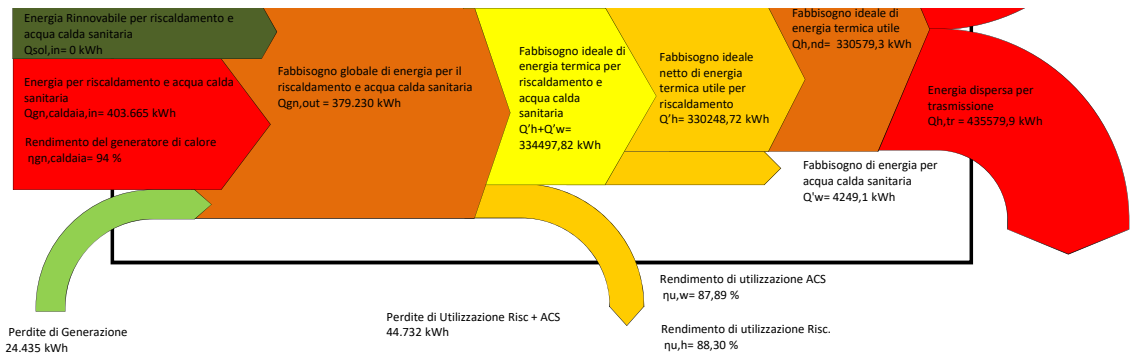 Energia Rinnovabile per riscaldamento e
acqua calda sanitaria
Qsol,in= 0 kWh
Energia per riscaldamento e acqua calda
sanitaria
Qgn,caldaia,in= 403.665 kWh
Rendimento del generatore di calore
ηgn,caldaia= 94 %
Fabbisogno globale di energia per il
riscaldamento e acqua calda sanitaria
Qgn,out = 379.230 kWh
Fabbisogno ideale di
energia termica per
riscaldamento e
acqua calda
sanitaria
Q’h+Q’w=
334497,82 kWh
Fabbisogno ideale
netto di energia
termica utile per
riscaldamento
Q’h= 330248,72 kWh
Fabbisogno ideale di
energia termica utile
Qh,nd= 330579,3 kWh
Energia dispersa per
trasmissione
Qh,tr = 435579,9 kWh
Fabbisogno di energia per
acqua calda sanitaria
Q'w= 4249,1 kWh
Perdite di Generazione
24.435 kWh
Perdite di Utilizzazione Risc + ACS
44.732 kWh
Rendimento di utilizzazione ACS
ηu,w= 87,89 %
Rendimento di utilizzazione Risc.
ηu,h= 88,30 %